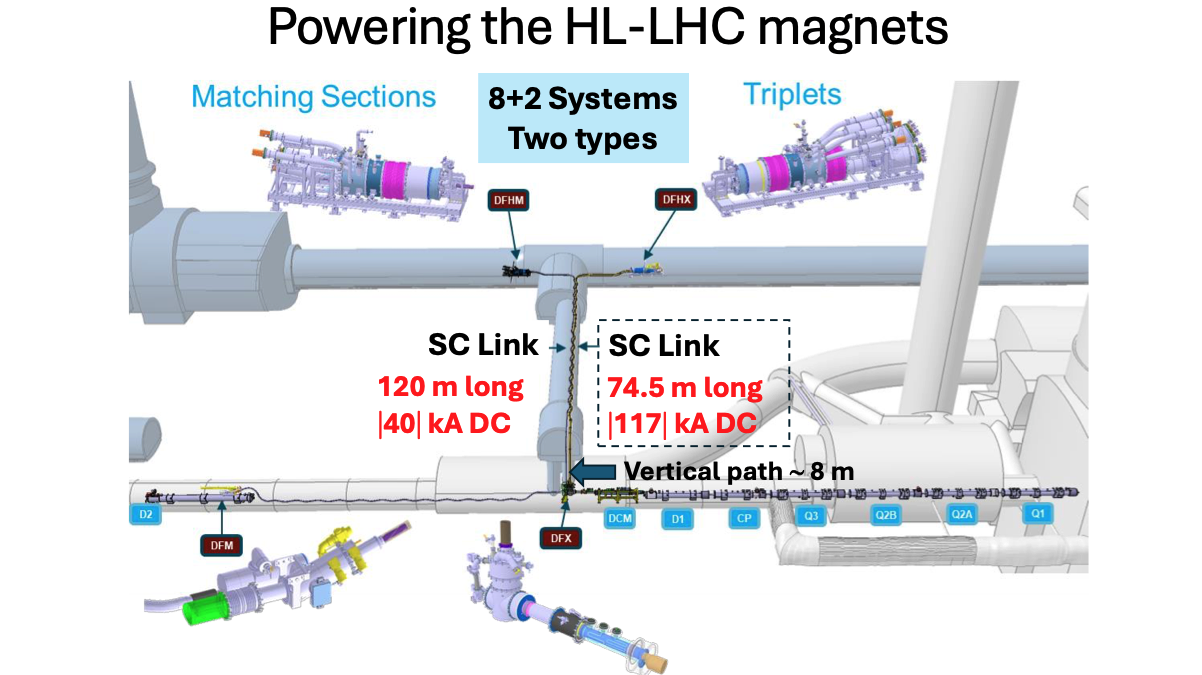 Powering the HL-LHC magnets
Matching Sections
8+2 Systems
Two types
Triplets
DFHM
DFHX
SC Link
120 m long
|40| kA DC
SC Link
74.5 m long
|117| kA DC
Vertical path ~ 8 m
D2
DFM
DFX
DCM
D1
CP
Q3
Q2B
Q2A
Q1